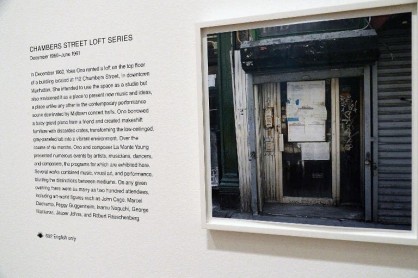 CHAMBERS STREET LOFT SERIES
December 1960–June 1961
In December 1960, Yoko Ono rented a loft on the top floor
of a building located at 112 Chambers Street, in downtown
Manhattan. She intended to use the space as a studio but
also envisioned it as a place to present new music and ideas,
a place unlike any other in the contemporary performance
scene dominated by Midtown concert halls. Ono borrowed
a baby grand piano from a friend and created makeshift
furniture with discarded crates, transforming the low-ceilinged,
gritty-paneled loft into a vibrant environment. Over the
course of six months, Ono and composer La Monte Young
presented numerous events by artists, musicians, dancers,
and composers, the programs for which are exhibited here.
Several works combined music, visual art, and performance,
blurring the distinctions between mediums. On any given
evening there were as many as two hundred attendees,
including art-world figures such as John Cage, Marcel
Duchamp, Peggy Guggenheim, Isamu Noguchi, George
Maciunas, Jasper Johns, and Robert Rauschenberg.
English only